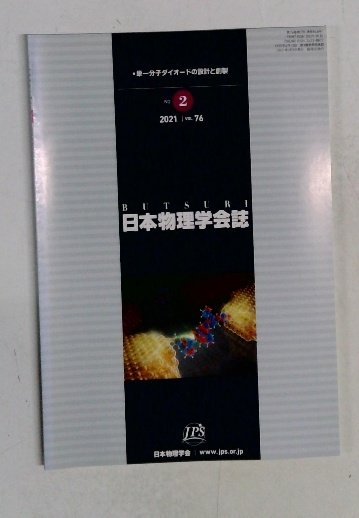 ・単一分子ダイオードの設計と創製
NO. 2
2021 | VOL. 76
BUTSURI
日本物理学会誌
JPS
日本物理学会 | www.jps.or.jp